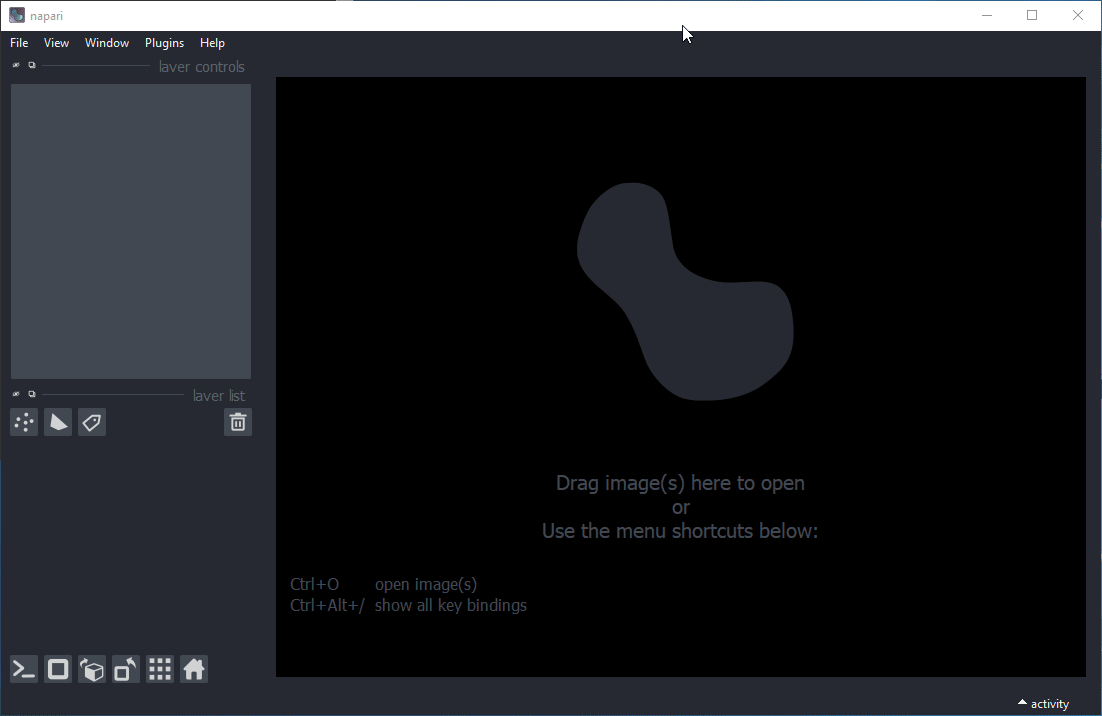 napari
File View Window Plugins Help
layer controls
layer list
Drag image(s) here to open
or
Use the menu shortcuts below:
Ctrl+O open image(s)
Ctrl+Alt+/ show all key bindings
activity